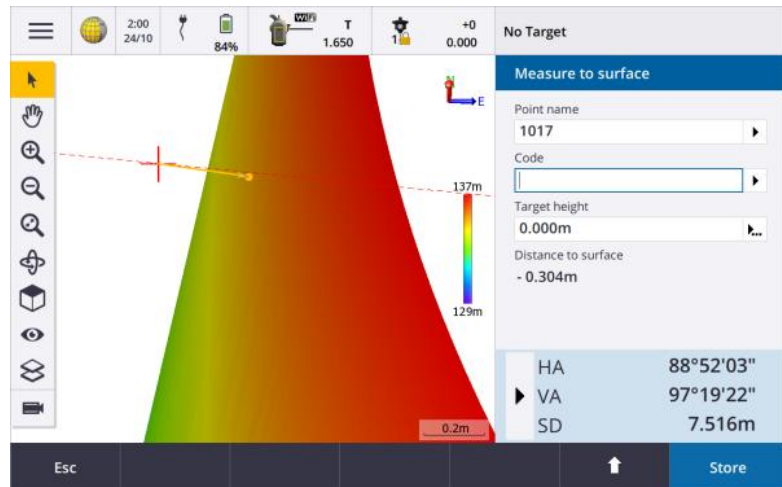 2:00
24/10
84%
WIFI
T
1.650
1
+0
0.000
No Target
Measure to surface
Point name
1017
Code
Target height
0.000m
Distance to surface
- 0.304m
N
E
137m
129m
0.2m
HA 88°52'03"
VA 97°19'22"
SD 7.516m
Esc
Store